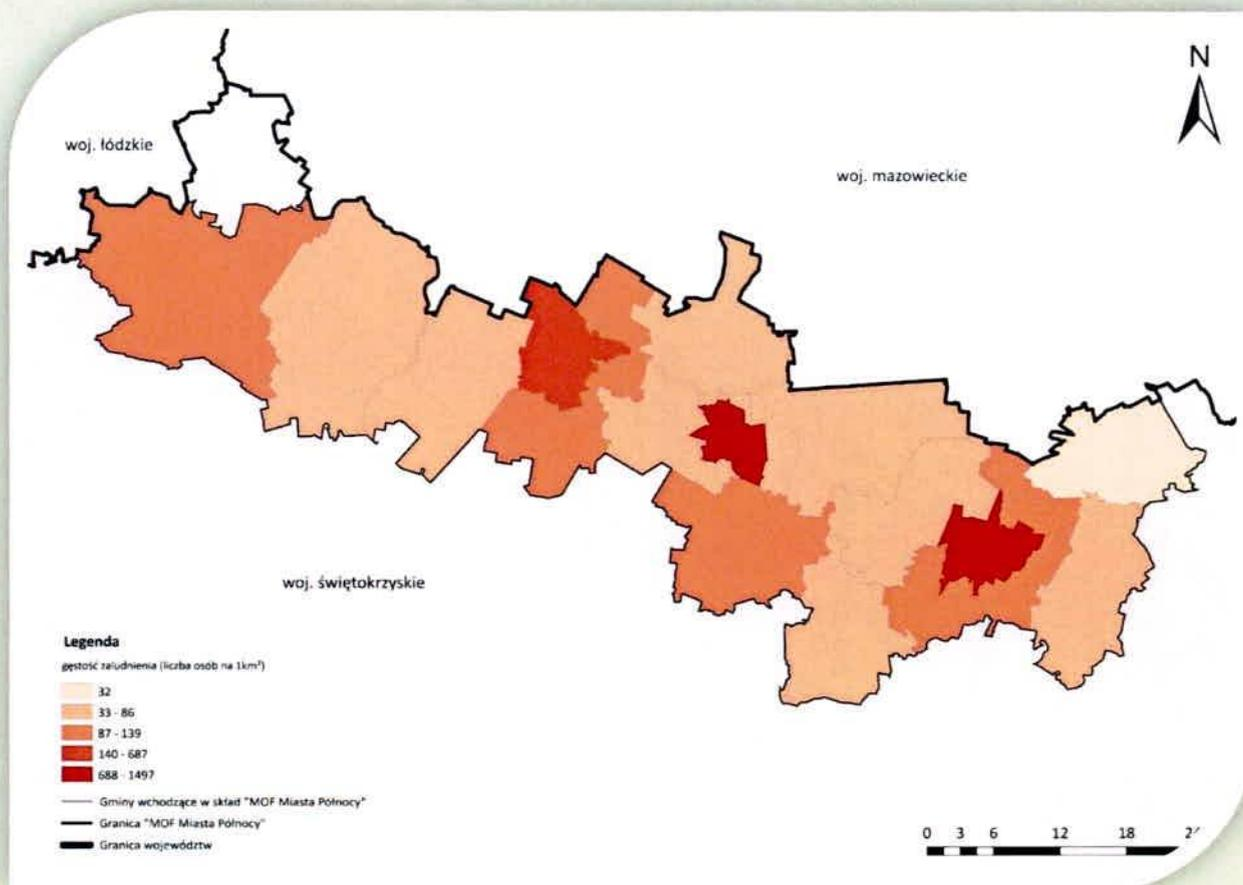 N
woj. łódzkie
woj. mazowieckie
woj. świętokrzyskie
Legenda
gęstość zaludnienia (liczba osób na 1km²)
32
33 - 86
87 - 139
140 - 687
688 - 1497
Gminy wchodzące w skład "MOF Miasta Północy"
Granica "MOF Miasta Północy"
Granica województw
0 3 6 12 18